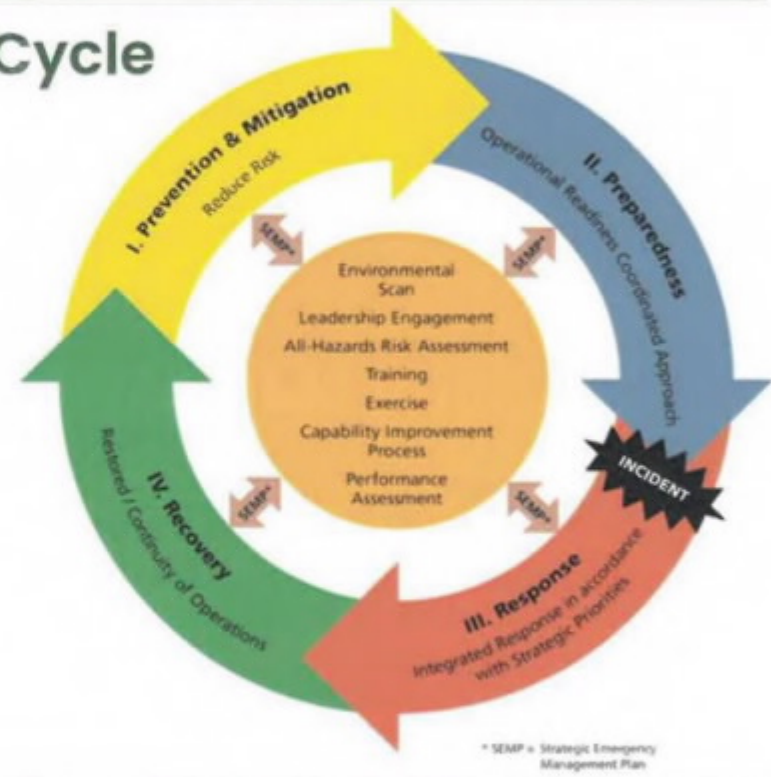 Cycle
I. Prevention & Mitigation
Reduce Risk
II. Preparedness
Operational Readiness Coordinated Approach
INCIDENT
III. Response
Integrated Response in accordance
with Strategic Priorities
IV. Recovery
Restored / Continuity of Operations
SEMP*
SEMP*
SEMP*
SEMP*
Environmental
Scan
Leadership Engagement
All-Hazards Risk Assessment
Training
Exercise
Capability Improvement
Process
Performance
Assessment
* SEMP = Strategic Emergency
Management Plan